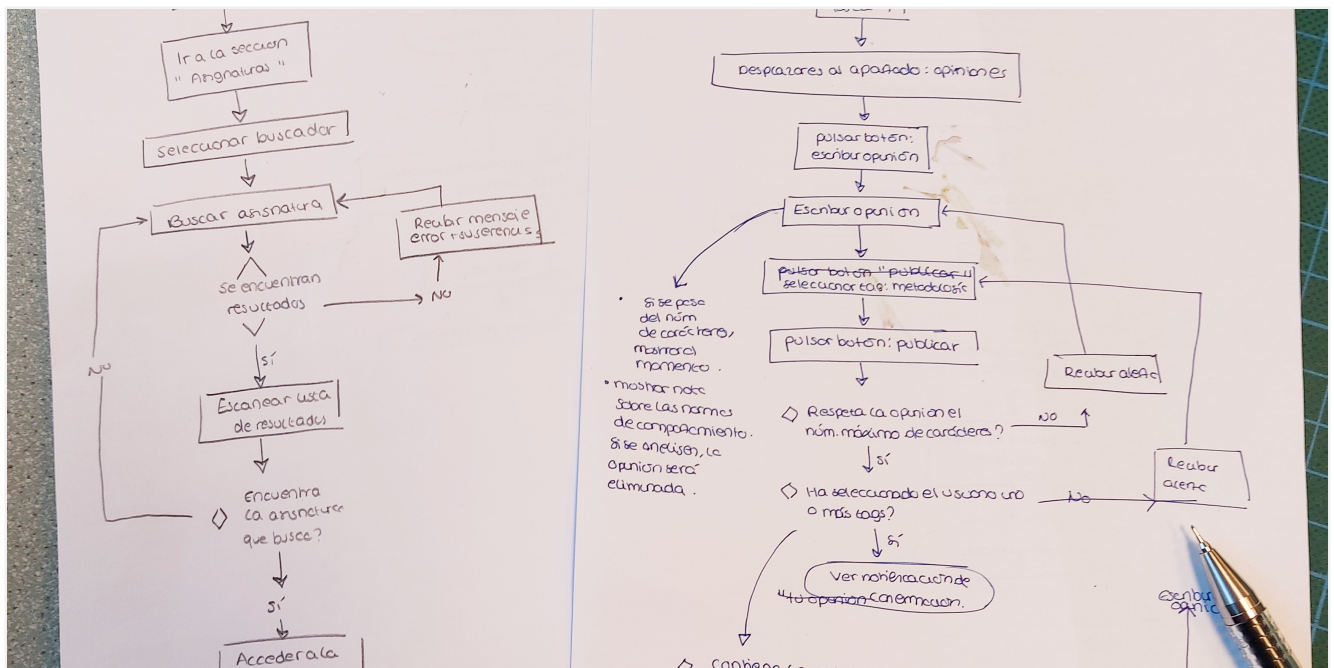 Ir a la sección
"Asignaturas"
Seleccionar buscador
Buscar asignatura
Recibir mensaje
error + sugerencias
Se encuentran
resultados
NO
SÍ
Escanear lista
de resultados
NO
Encuentra
la asignatura
que busca?
SÍ
Acceder a la
Desplazarse al apartado: opiniones
pulsar botón:
escribir opinión
Escribir opinión
pulsar botón "publicar"
seleccionar tag: metodología
pulsar botón: publicar
• Si se pasa
del núm
de carácteres,
mostrar al
momento.
• mostrar nota
sobre las normas
de comportamiento.
Si se
la
opinión será
eliminada.
Recibir alerta
Respeta la opinión el
núm. máximo de carácteres?
NO
SÍ
Recibir
alerta
Ha seleccionado el usuario uno
o más tags?
No
SÍ
Ver notificación de
"tu opinión confirmación.
Escribir